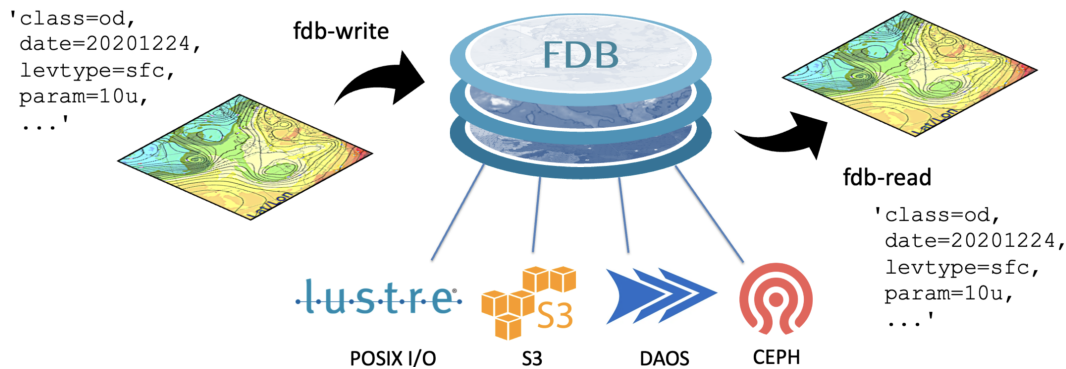 'class=od,
date=20201224,
levtype=sfc,
param=10u,
...'
fdb-write
FDB
fdb-read
'class=od,
date=20201224,
levtype=sfc,
param=10u,
...'
lustre®
S3
POSIX I/O
S3
DAOS
CEPH